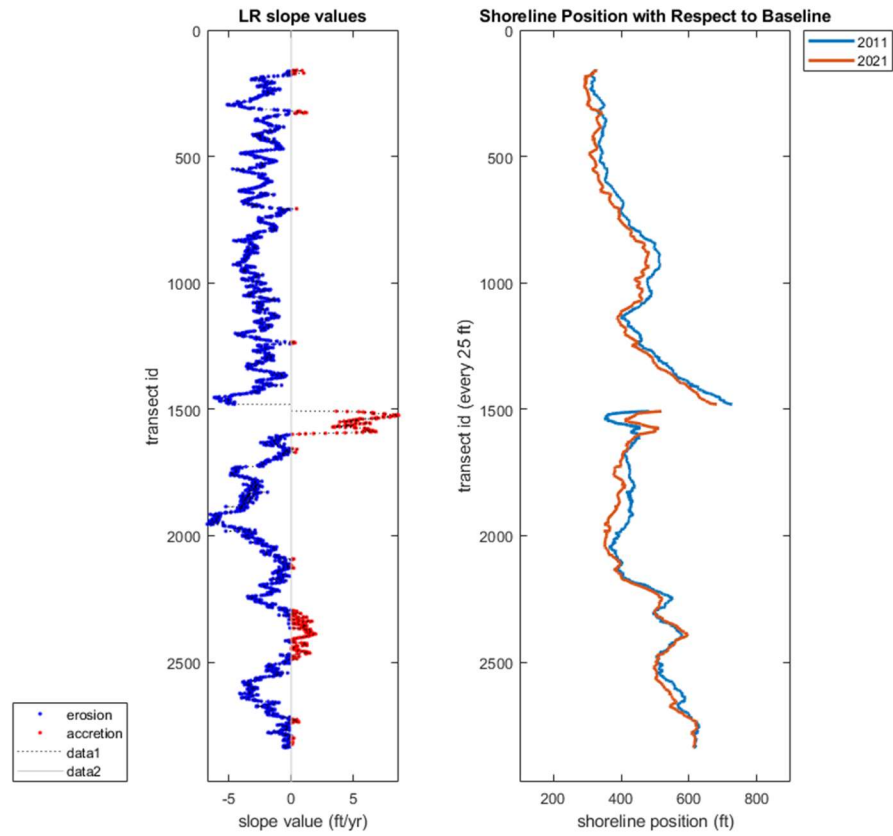 LR slope values
0
500
1000
1500
2000
2500
transect id
-5
0
5
slope value (ft/yr)
erosion
accretion
data1
data2
Shoreline Position with Respect to Baseline
0
500
1000
1500
2000
2500
transect id (every 25 ft)
200
400
600
800
shoreline position (ft)
2011
2021